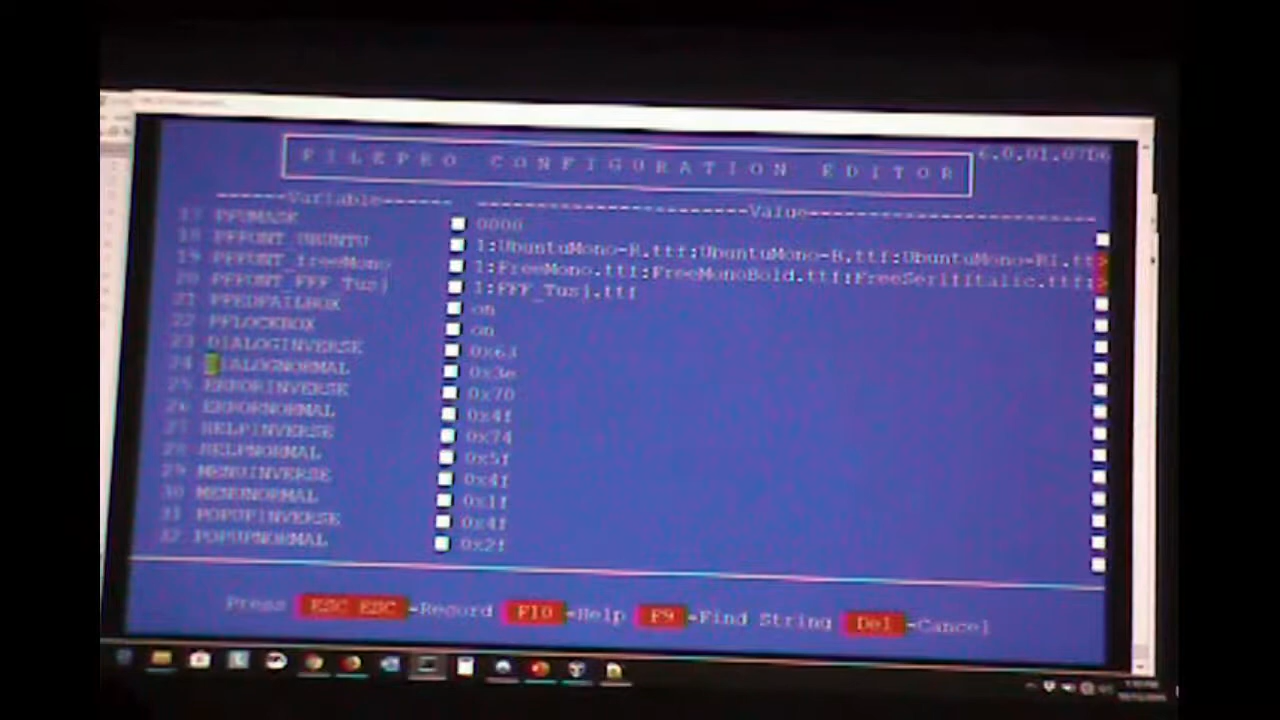 FILEPRO CONFIGURATION EDITOR 6.0.01.07D6
------Variable------ -----------------------Value------------------------
17 PFUMASK 0000
18 PFFONT_UBUNTU 1:UbuntuMono-R.ttf;UbuntuMono-B.ttf;UbuntuMono-RI.tt>
19 PFFONT_freeMono 1:FreeMono.ttf;FreeMonoBold.ttf;FreeSerifItalic.ttf;>
20 PFFONT_FFF_Tusj 1:FFF_Tusj.ttf
21 on
22 PFLOCKBOX on
23 DIALOGINVERSE 0x63
24 DIALOGNORMAL 0x3e
25 ERRORINVERSE 0x70
26 ERRORNORMAL 0x4f
27 HELPINVERSE 0x74
28 HELPNORMAL 0x5f
29 MENUINVERSE 0x4f
30 MENUNORMAL 0x1f
31 POPUPINVERSE 0x4f
32 POPUPNORMAL 0x2f
Press ESC ESC -Record F10 -Help F9 -Find String Del -Cancel